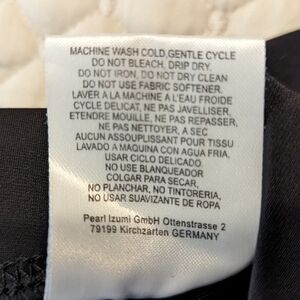 MACHINE WASH COLD, GENTLE CYCLE
DO NOT BLEACH, DRIP DRY.
DO NOT IRON, DO NOT DRY CLEAN
DO NOT USE FABRIC SOFTENER.
LAVER A LA MACHINE A L'EAU FROIDE
CYCLE DELICAT, NE PAS JAVELLISER,
ETENDRE MOUILLE, NE PAS REPASSER,
NE PAS NETTOYER, A SEC
AUCUN ASSOUPLISSANT POUR TISSU
LAVADO A MAQUINA CON AGUA FRIA,
USAR CICLO DELICADO.
NO USE BLANQUEADOR
COLGAR PARA SECAR,
NO PLANCHAR, NO TINTORERIA,
NO USAR SUAVIZANTE DE ROPA
Pearl Izumi GmbH Ottenstrasse 2
79199 Kirchzarten GERMANY